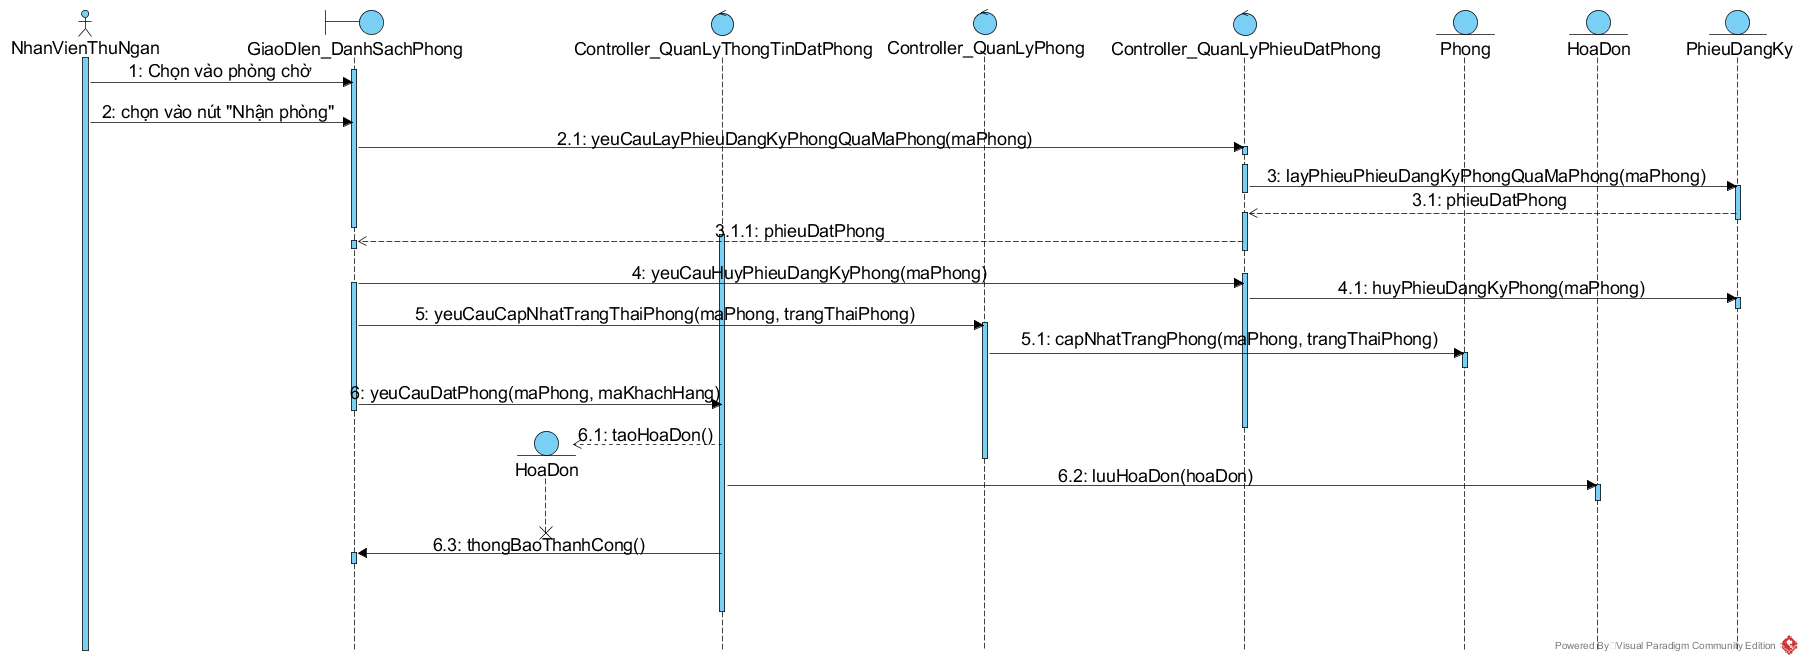 NhanVienThuNgan
GiaoDIen_DanhSachPhong
Controller_QuanLyThongTinDatPhong
Controller_QuanLyPhong
Controller_QuanLyPhieuDatPhong
Phong
HoaDon
PhieuDangKy
1: Chọn vào phòng chờ
2: chọn vào nút "Nhận phòng"
2.1: yeuCauLayPhieuDangKyPhongQuaMaPhong(maPhong)
3: layPhieuPhieuDangKyPhongQuaMaPhong(maPhong)
3.1: phieuDatPhong
3.1.1: phieuDatPhong
4: yeuCauHuyPhieuDangKyPhong(maPhong)
4.1: huyPhieuDangKyPhong(maPhong)
5: yeuCauCapNhatTrangThaiPhong(maPhong, trangThaiPhong)
5.1: capNhatTrangPhong(maPhong, trangThaiPhong)
6: yeuCauDatPhong(maPhong, maKhachHang)
6.1: taoHoaDon()
HoaDon
6.2: luuHoaDon(hoaDon)
6.3: thongBaoThanhCong()
Powered By Visual Paradigm Community Edition